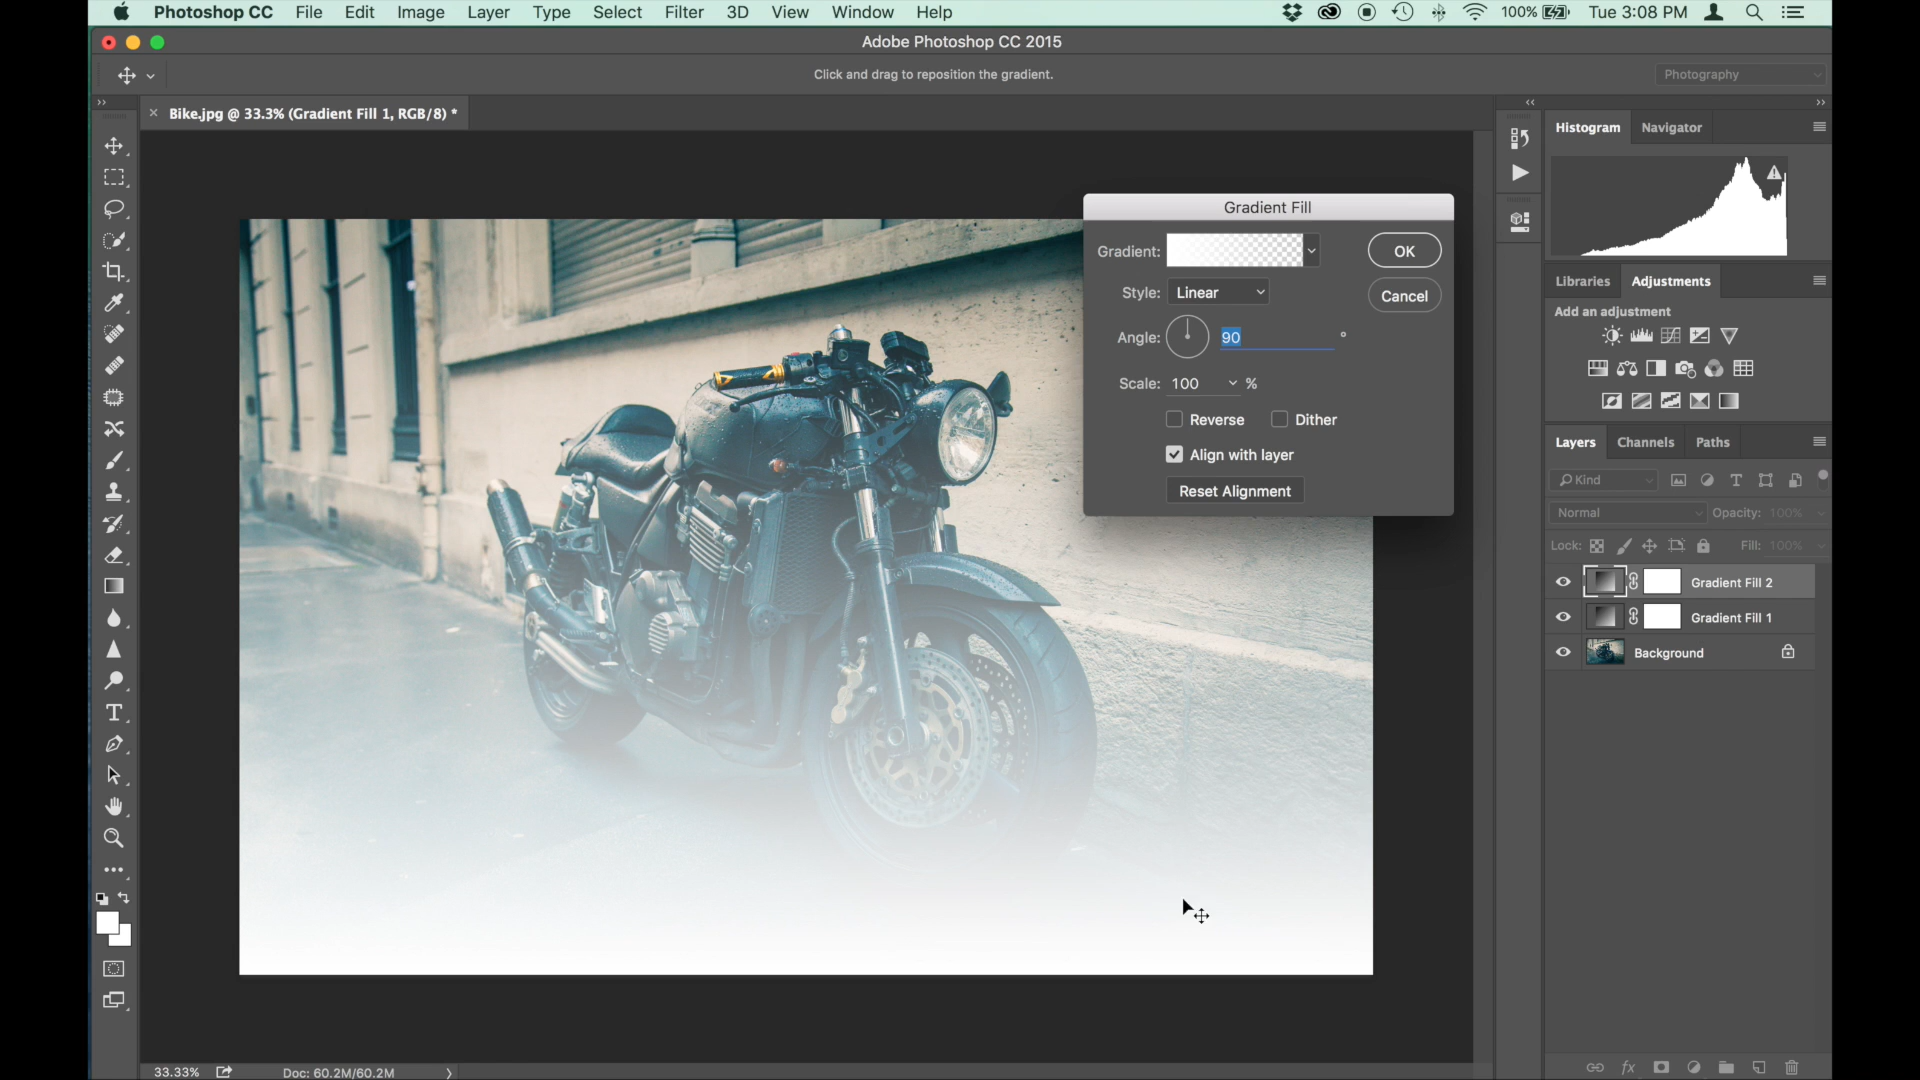 Photoshop CC File Edit Image Layer Type Select Filter 3D View Window Help 100% Tue 3:08 PM
Adobe Photoshop CC 2015
Click and drag to reposition the gradient.
Photography
Bike.jpg @ 33.3% (Gradient Fill 1, RGB/8) *
Histogram Navigator
Gradient Fill
Gradient:
OK
Style: Linear
Cancel
Angle: 90 °
Scale: 100 %
Reverse Dither
Align with layer
Reset Alignment
Libraries Adjustments
Add an adjustment
Layers Channels Paths
Kind
Normal Opacity: 100%
Lock: Fill: 100%
Gradient Fill 2
Gradient Fill 1
Background
33.33% Doc: 60.2M/60.2M